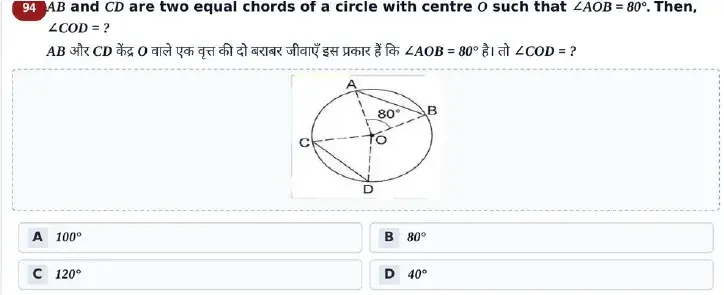 94 AB and CD are two equal chords of a circle with centre O such that ∠AOB = 80°. Then,
∠COD = ?
AB और CD केंद्र O वाले एक वृत्त की दो बराबर जीवाएँ इस प्रकार हैं कि ∠AOB = 80° है। तो ∠COD = ?
A
80°
B
C
O
D
A 100°
B 80°
C 120°
D 40°